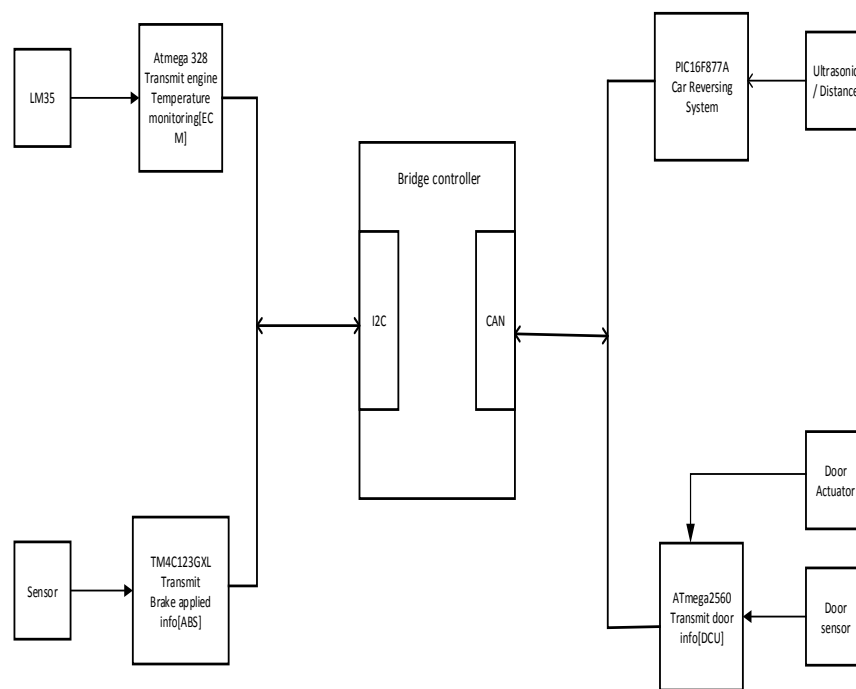 LM35
Atmega 328
Transmit engine
Temperature
monitoring[EC
M]
Bridge controller
I2C
CAN
PIC16F877A
Car Reversing
System
Ultrasonic
/ Distance
Sensor
TM4C123GXL
Transmit
Brake applied
info[ABS]
Door
Actuator
ATmega2560
Transmit door
info[DCU]
Door
sensor